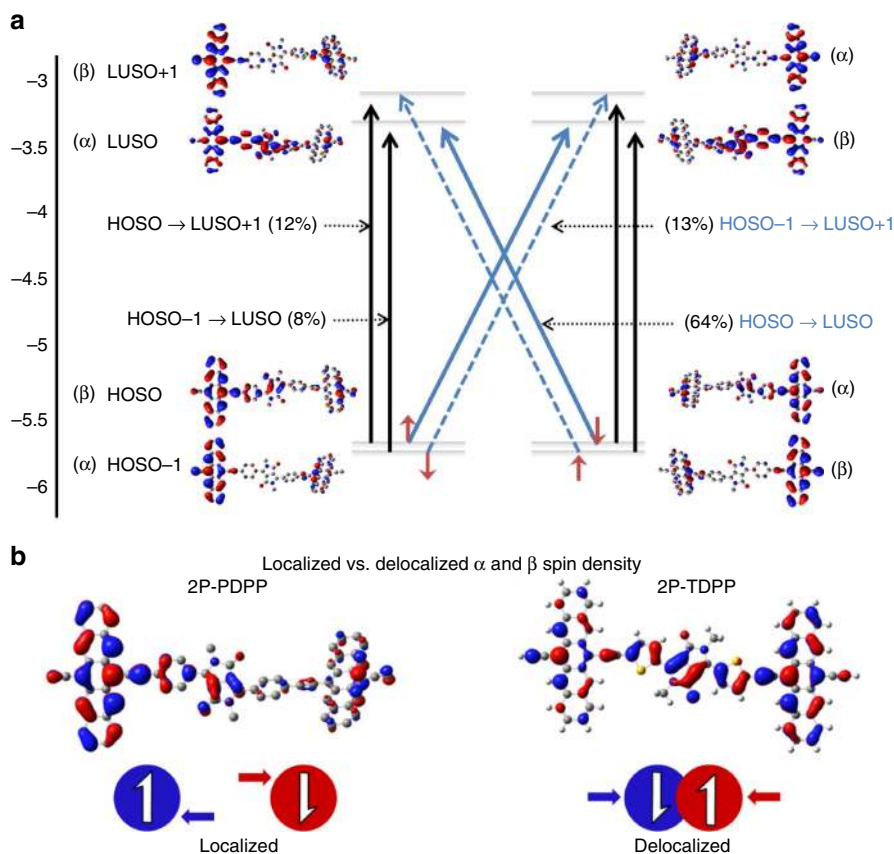 a
(β) LUSO+1
(α)
–3
(α) LUSO
(β)
–3.5
–4
HOSO → LUSO+1 (12%)
(13%) HOSO–1 → LUSO+1
–4.5
HOSO–1 → LUSO (8%)
(64%) HOSO → LUSO
–5
(β) HOSO
(α)
–5.5
(α) HOSO–1
(β)
–6
b
Localized vs. delocalized α and β spin density
2P-PDPP
2P-TDPP
Localized
Delocalized